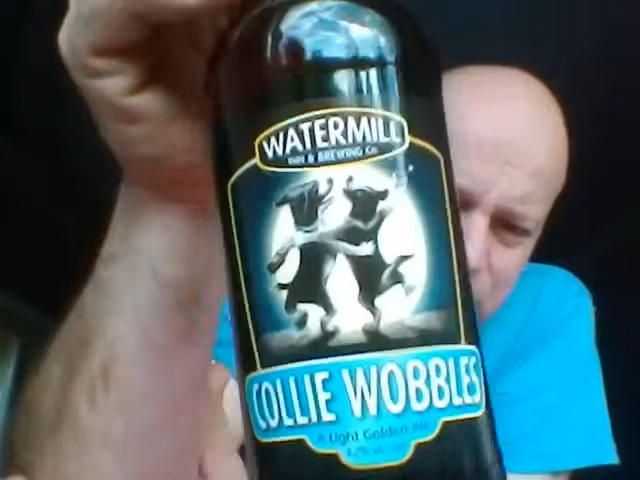 WATERMILL
INN & BREWING Co.
COLLIE WOBBLES
A Light Golden Ale